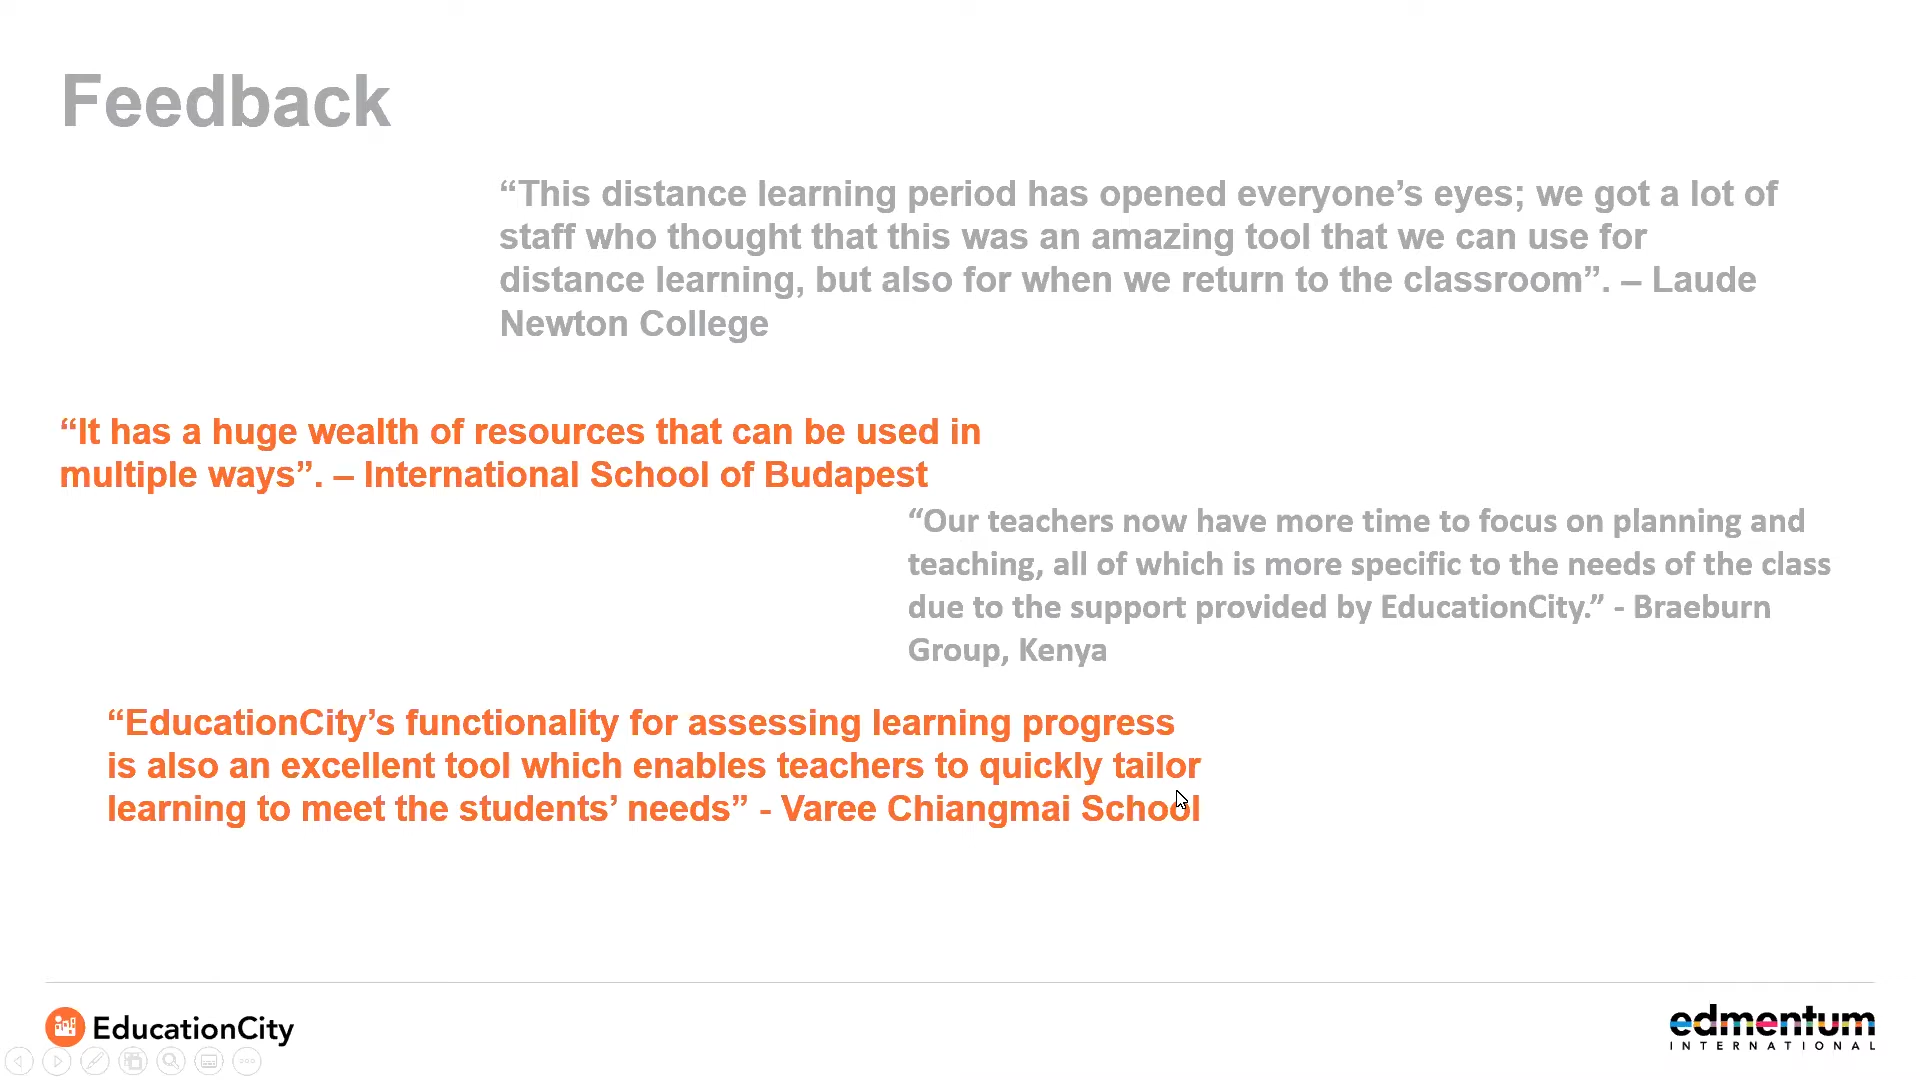 Feedback
“This distance learning period has opened everyone’s eyes; we got a lot of
staff who thought that this was an amazing tool that we can use for
distance learning, but also for when we return to the classroom”. – Laude
Newton College
“It has a huge wealth of resources that can be used in
multiple ways”. – International School of Budapest
“Our teachers now have more time to focus on planning and
teaching, all of which is more specific to the needs of the class
due to the support provided by EducationCity.” - Braeburn
Group, Kenya
“EducationCity’s functionality for assessing learning progress
is also an excellent tool which enables teachers to quickly tailor
learning to meet the students’ needs” - Varee Chiangmai School
EducationCity
edmentum
INTERNATIONAL